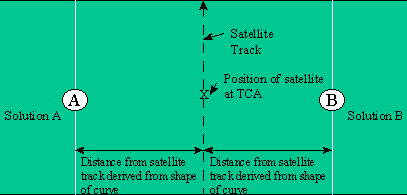 Satellite
Track
Position of satellite
at TCA
A
B
Solution A
Solution B
Distance from satellite
track derived from shape
of curve
Distance from satellite
track derived from shape
of curve